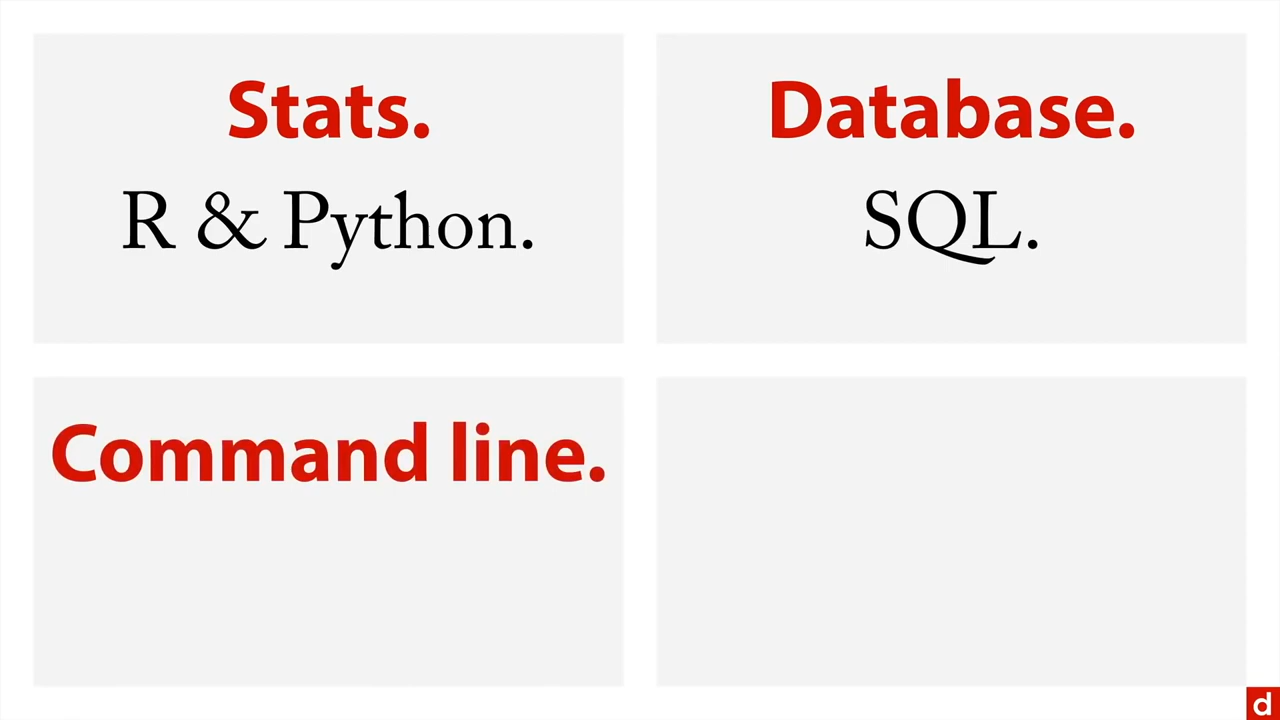 Stats.
R & Python.
Database.
SQL.
Command line.
d